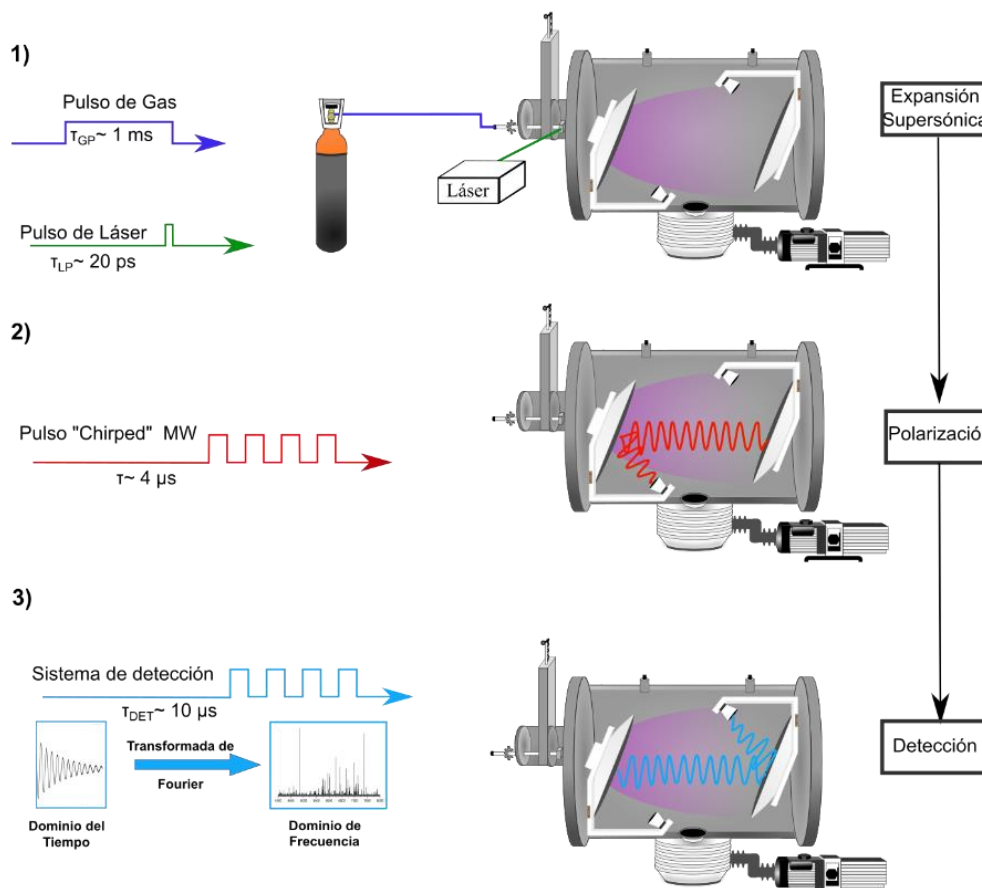 1)
Pulso de Gas
τGP~ 1 ms
Pulso de Láser
τLP~ 20 ps
Láser
Expansión
Supersónica
2)
Pulso "Chirped" MW
τ~ 4 µs
Polarizació
3)
Sistema de detección
τDET~ 10 µs
Transformada de
Fourier
Dominio del
Tiempo
Dominio de
Frecuencia
Detección